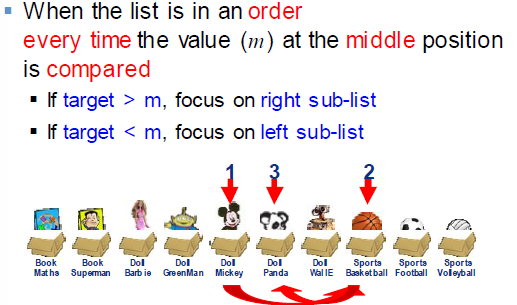 When the list is in an order
every time the value (m) at the middle position
is compared
If target > m, focus on right sub-list
If target < m, focus on left sub-list
1 3 2
Book Book Doll Doll Doll Doll Doll Sports Sports Sports
Maths Superman Barbie GreenMan Mickey Panda WallE Basketball Football Volleyball